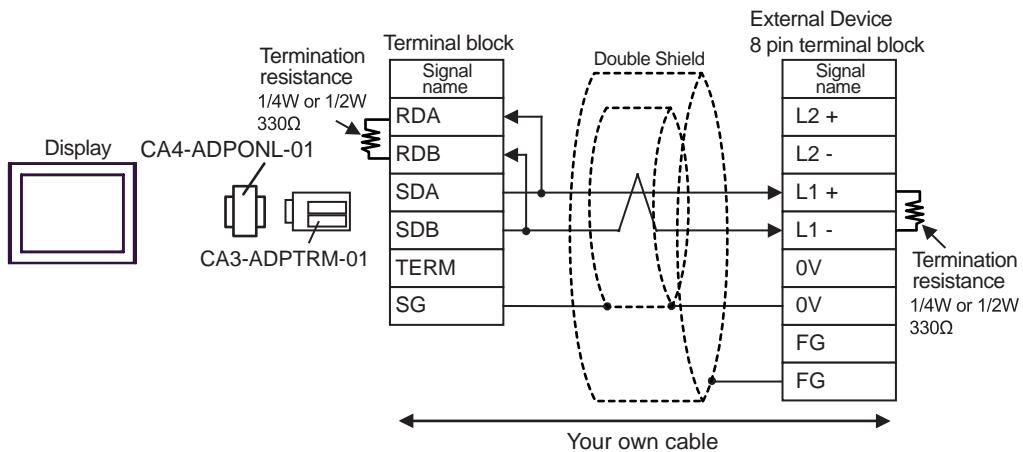 External Device
8 pin terminal block
Terminal block
Double Shield
Termination
resistance
1/4W or 1/2W
330Ω
Display
CA4-ADPONL-01
CA3-ADPTRM-01
Signal
name
RDA
RDB
SDA
SDB
TERM
SG
Signal
name
L2 +
L2 -
L1 +
L1 -
0V
0V
FG
FG
Termination
resistance
1/4W or 1/2W
330Ω
Your own cable